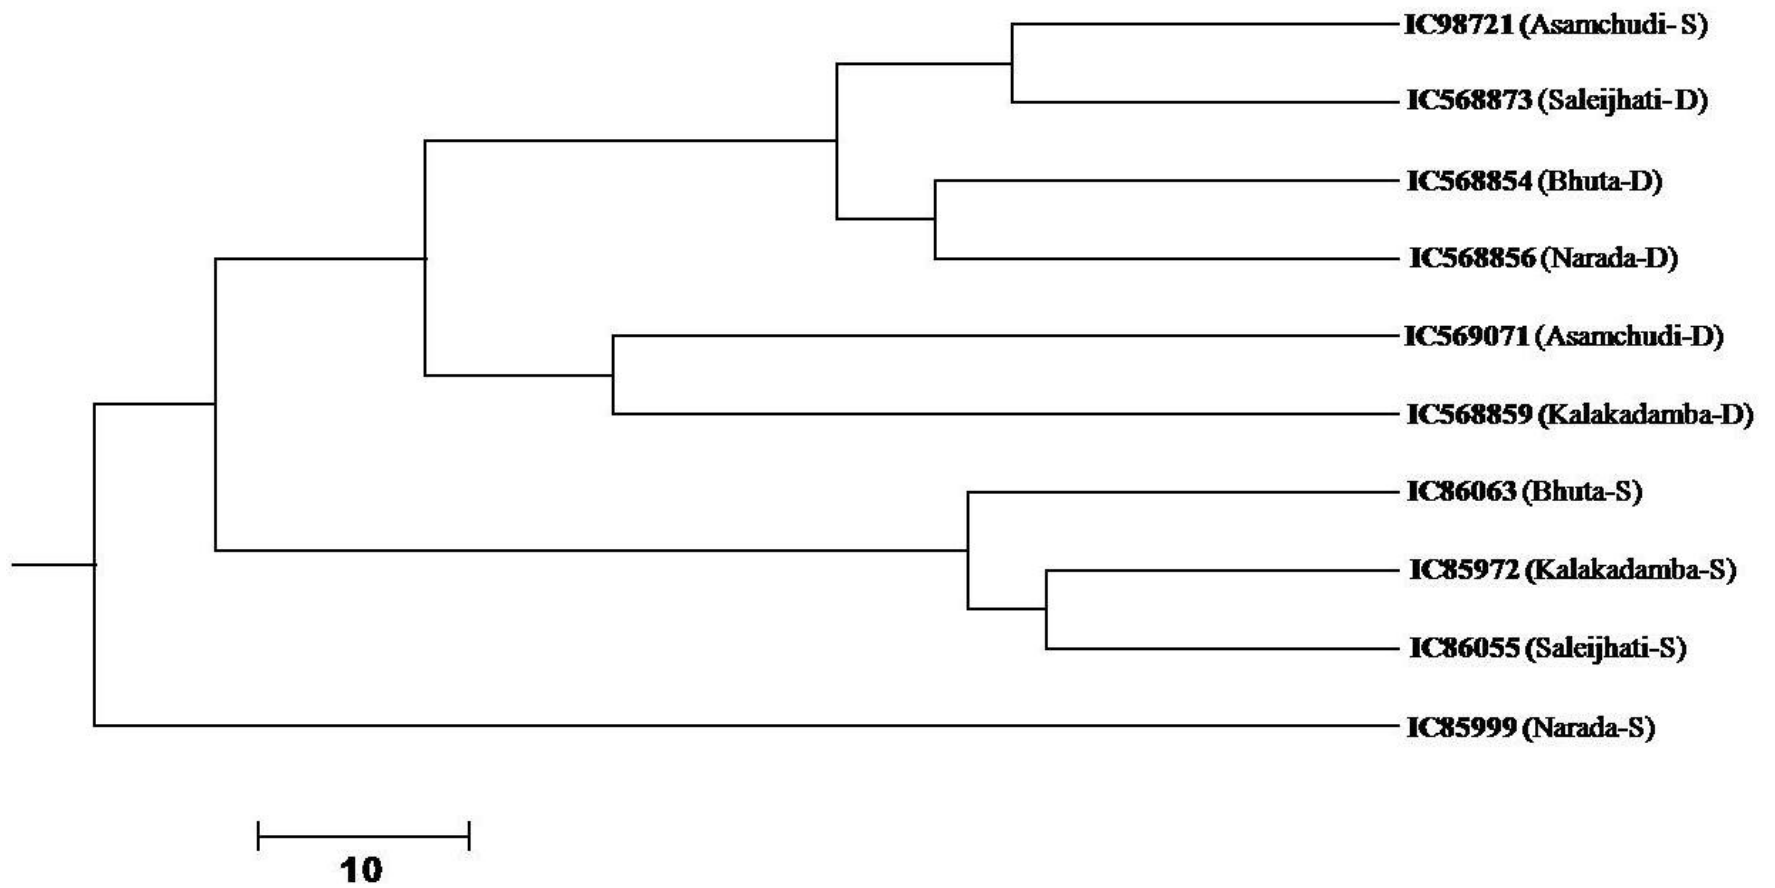 IC98721 (Asamchudi- S)
IC568873 (Saleijhati- D)
IC568854 (Bhuta-D)
IC568856 (Narada-D)
IC569071 (Asamchudi-D)
IC568859 (Kalakadamba-D)
IC86063 (Bhuta-S)
IC85972 (Kalakadamba-S)
IC86055 (Saleijhati-S)
IC85999 (Narada-S)
10